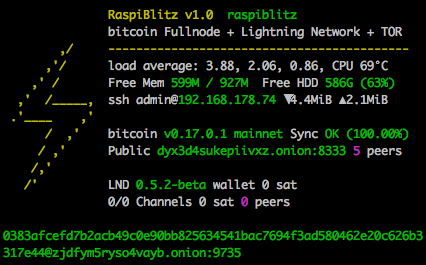 RaspiBlitz v1.0 raspiblitz
bitcoin Fullnode + Lightning Network + TOR
----------------------------------------
load average: 3.88, 2.06, 0.86, CPU 69°C
Free Mem 599M / 927M Free HDD 586G (63%)
ssh admin@192.168.178.74 ▼4.4MiB ▲2.1MiB
bitcoin v0.17.0.1 mainnet Sync OK (100.00%)
Public dyx3d4sukepiivxz.onion:8333 5 peers
LND 0.5.2-beta wallet 0 sat
0/0 Channels 0 sat 0 peers
0383afcefd7b2acb49c0e90bb825634541bac7694f3ad580462e20c626b3
317e44@zjdfym5ryso4vayb.onion:9735